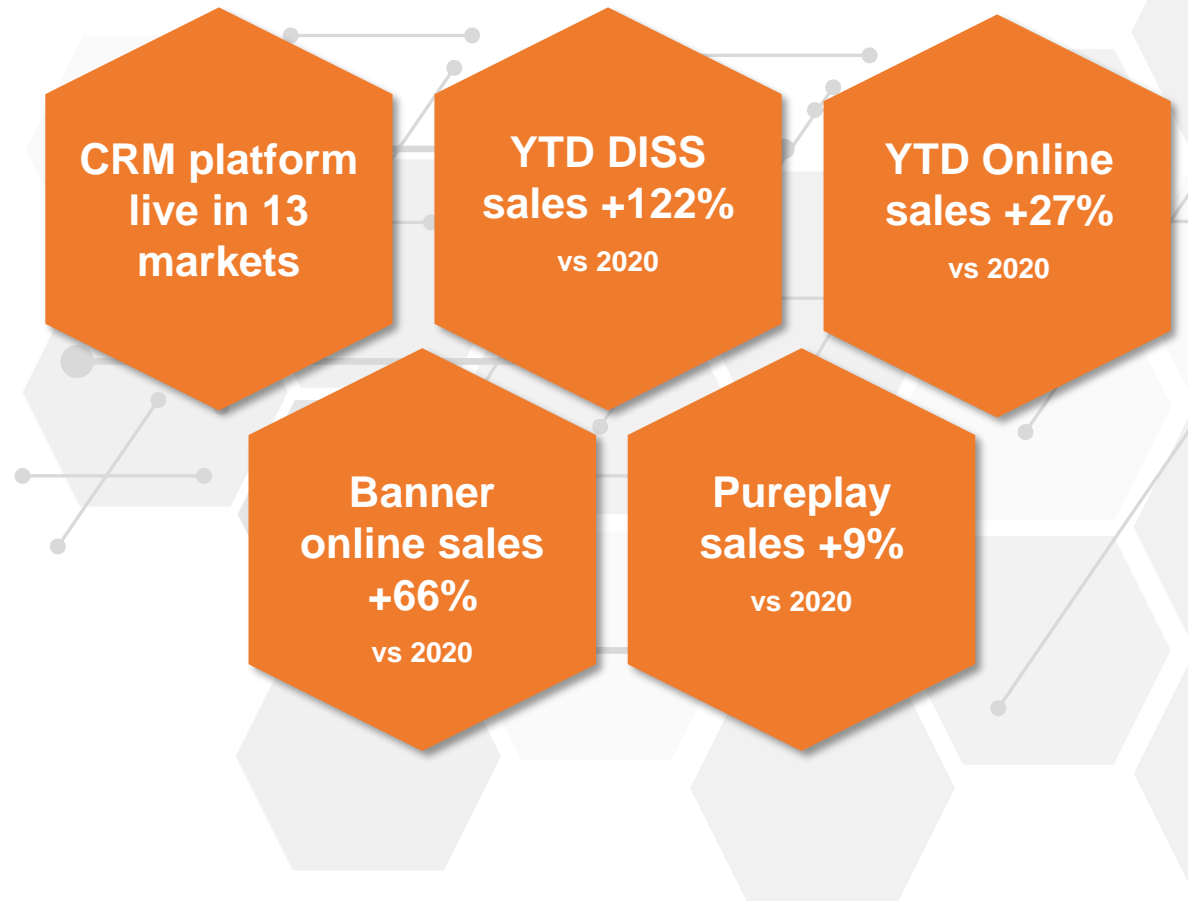 CRM platform
live in 13
markets
YTD DISS
sales +122%
vs 2020
YTD Online
sales +27%
vs 2020
Banner
online sales
+66%
vs 2020
Pureplay
sales +9%
vs 2020